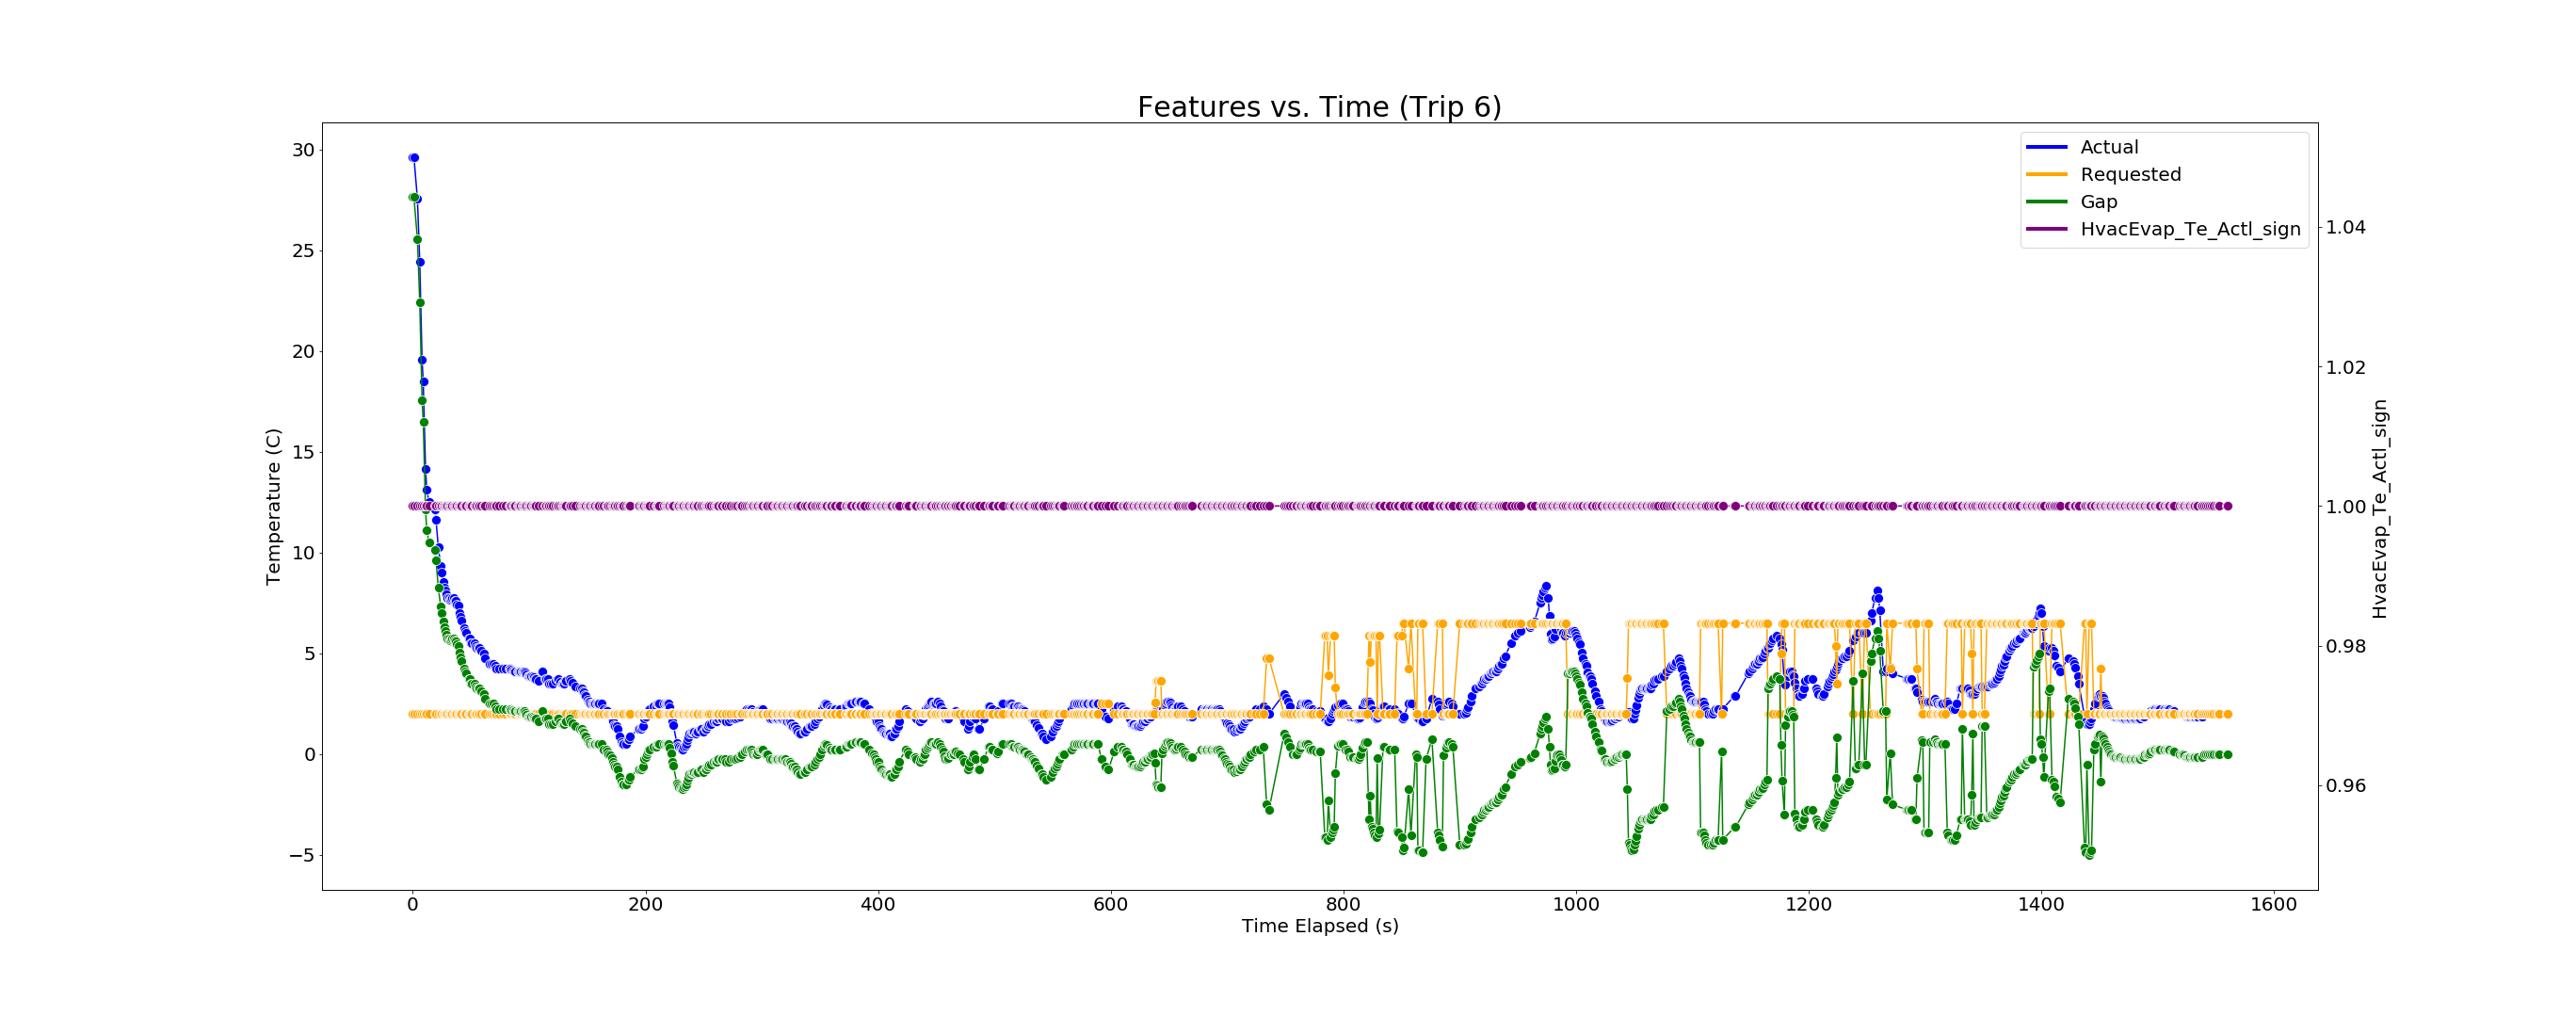 Features vs. Time (Trip 6)
Actual
Requested
Gap
HvacEvap_Te_Actl_sign
30
25
20
15
10
5
0
−5
Temperature (C)
1.04
1.02
1.00
0.98
0.96
HvacEvap_Te_Actl_sign
0 200 400 600 800 1000 1200 1400 1600
Time Elapsed (s)